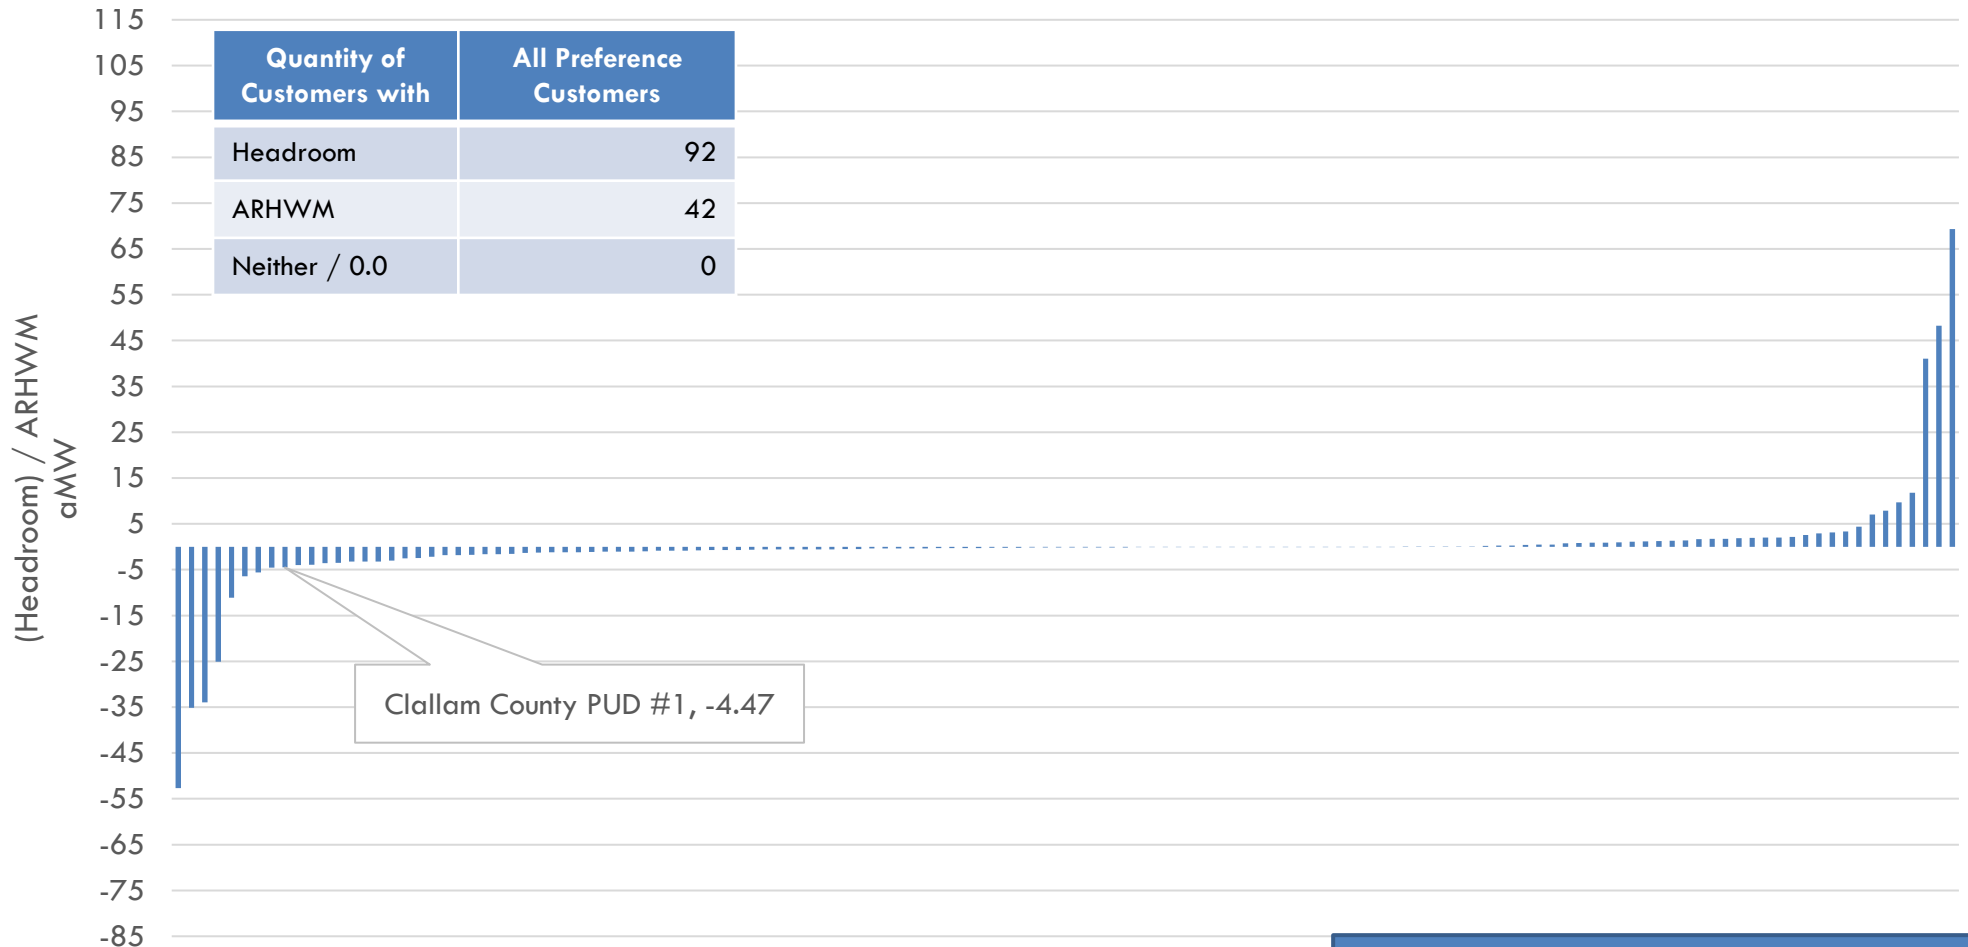 115
105
95
85
75
65
55
45
35
25
15
5
-5
-15
-25
-35
-45
-55
-65
-75
-85
(Headroom) / ARHWM
aMW
Quantity of
Customers with
All Preference
Customers
Headroom 92
ARHWM 42
Neither / 0.0 0
Clallam County PUD #1, -4.47